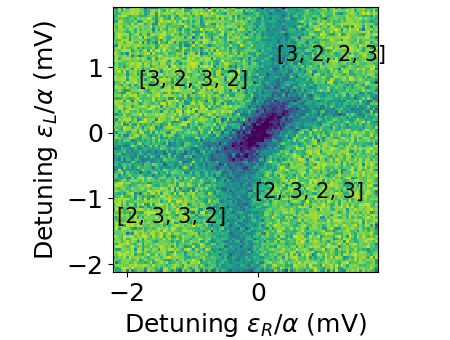 [3, 2, 2, 3]
[3, 2, 3, 2]
[2, 3, 2, 3]
[2, 3, 3, 2]
Detuning ε_L/α (mV)
1
0
−1
−2
−2
0
Detuning ε_R/α (mV)